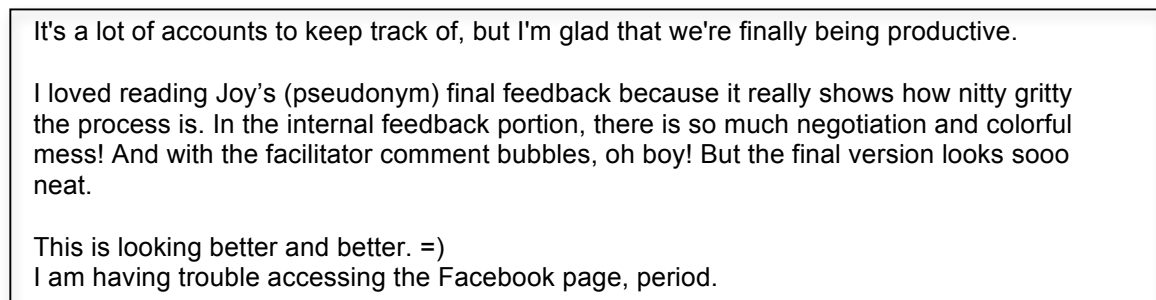 It's a lot of accounts to keep track of, but I'm glad that we're finally being productive.
I loved reading Joy’s (pseudonym) final feedback because it really shows how nitty gritty
the process is. In the internal feedback portion, there is so much negotiation and colorful
mess! And with the facilitator comment bubbles, oh boy! But the final version looks sooo
neat.
This is looking better and better. =)
I am having trouble accessing the Facebook page, period.